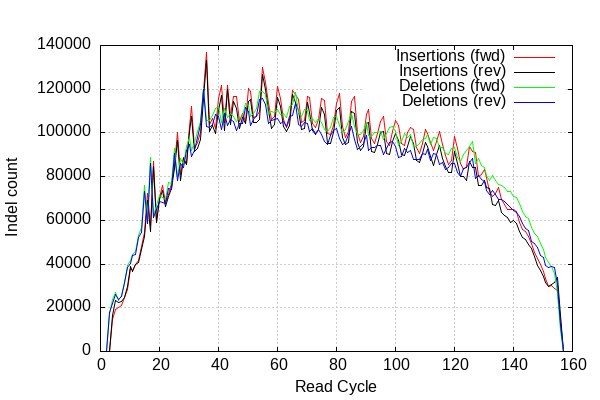 140000
120000
100000
80000
60000
40000
20000
0
Indel count
Insertions (fwd)
Insertions (rev)
Deletions (fwd)
Deletions (rev)
0 20 40 60 80 100 120 140 160
Read Cycle